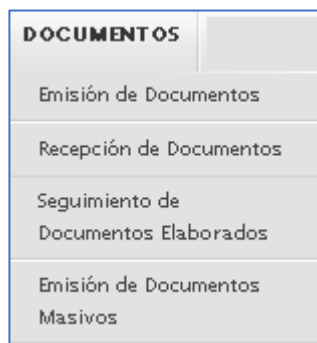 DOCUMENTOS
Emisión de Documentos
Recepción de Documentos
Seguimiento de
Documentos Elaborados
Emisión de Documentos
Masivos